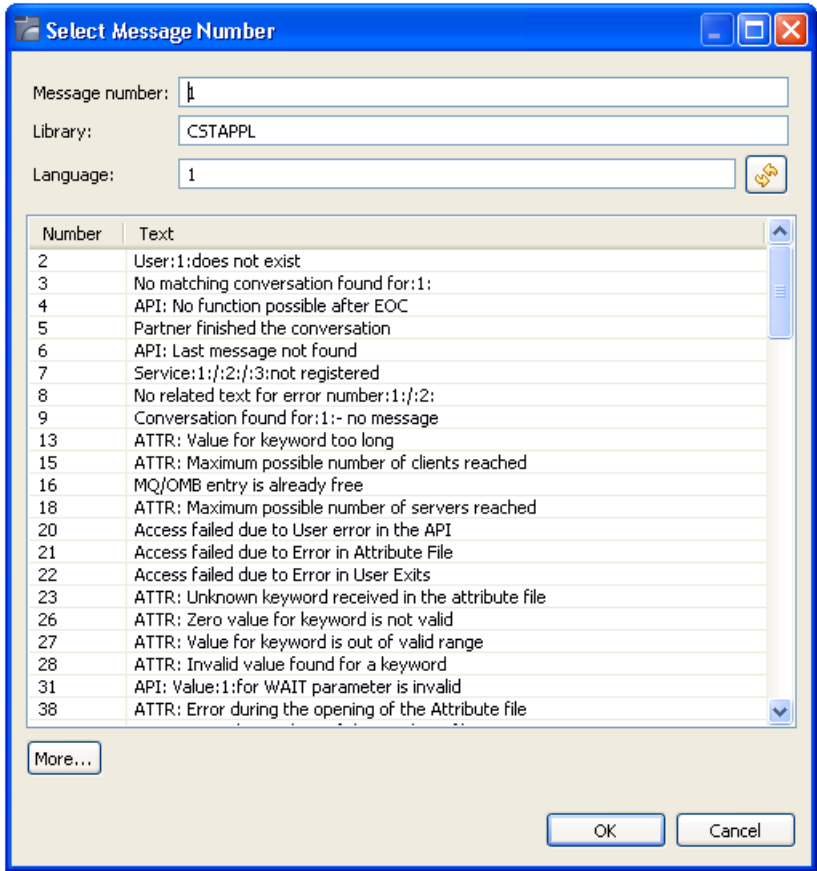 Select Message Number
Message number: 1
Library: CSTAPPL
Language: 1
Number Text
2 User:1:does not exist
3 No matching conversation found for:1:
4 API: No function possible after EOC
5 Partner finished the conversation
6 API: Last message not found
7 Service:1:/:2:/:3:not registered
8 No related text for error number:1:/:2:
9 Conversation found for:1:- no message
13 ATTR: Value for keyword too long
15 ATTR: Maximum possible number of clients reached
16 MQ/OMB entry is already free
18 ATTR: Maximum possible number of servers reached
20 Access failed due to User error in the API
21 Access failed due to Error in Attribute File
22 Access failed due to Error in User Exits
23 ATTR: Unknown keyword received in the attribute file
26 ATTR: Zero value for keyword is not valid
27 ATTR: Value for keyword is out of valid range
28 ATTR: Invalid value found for a keyword
31 API: Value:1:for WAIT parameter is invalid
38 ATTR: Error during the opening of the Attribute file
More...
OK Cancel